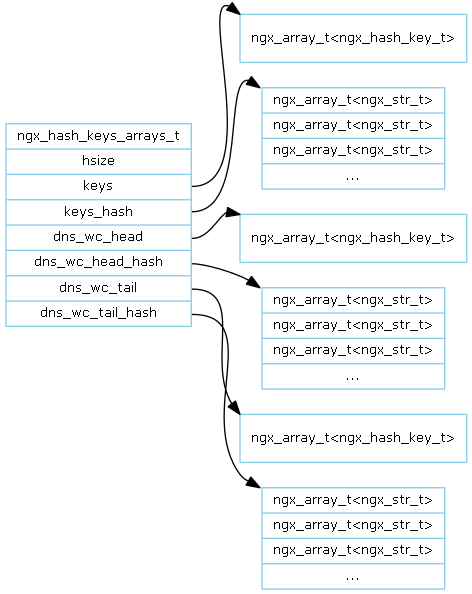 ngx_hash_keys_arrays_t
hsize
keys
keys_hash
dns_wc_head
dns_wc_head_hash
dns_wc_tail
dns_wc_tail_hash
ngx_array_t<ngx_hash_key_t>
ngx_array_t<ngx_str_t>
ngx_array_t<ngx_str_t>
ngx_array_t<ngx_str_t>
...
ngx_array_t<ngx_hash_key_t>
ngx_array_t<ngx_str_t>
ngx_array_t<ngx_str_t>
ngx_array_t<ngx_str_t>
...
ngx_array_t<ngx_hash_key_t>
ngx_array_t<ngx_str_t>
ngx_array_t<ngx_str_t>
ngx_array_t<ngx_str_t>
...